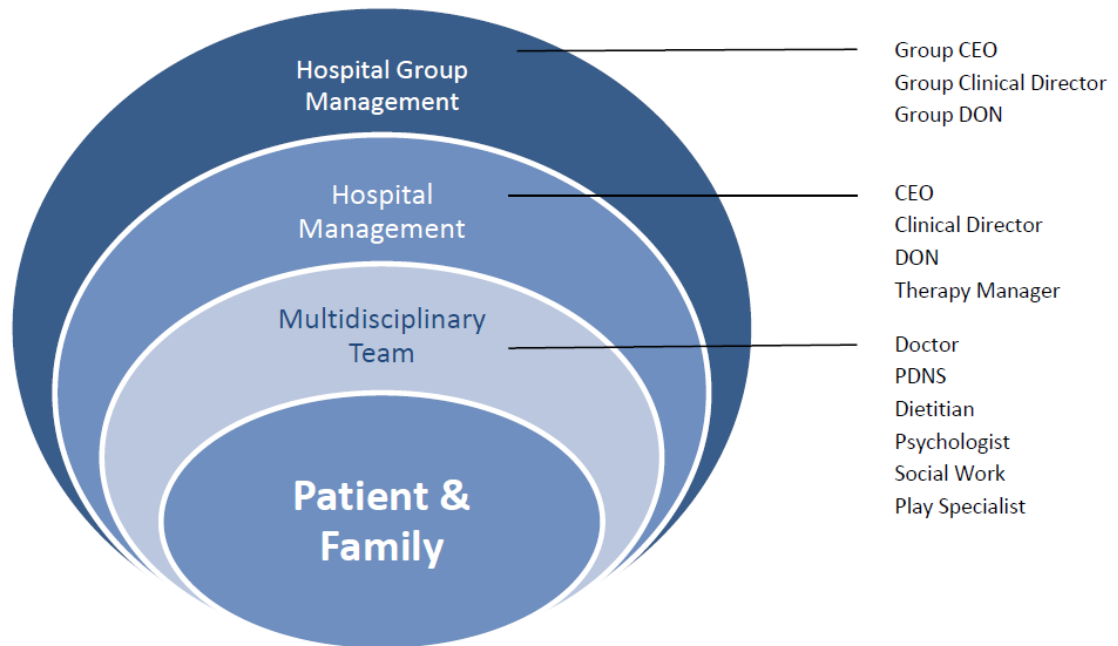 Hospital Group
Management
Group CEO
Group Clinical Director
Group DON
Hospital
Management
CEO
Clinical Director
DON
Therapy Manager
Multidisciplinary
Team
Doctor
PDNS
Dietitian
Psychologist
Social Work
Play Specialist
Patient &
Family